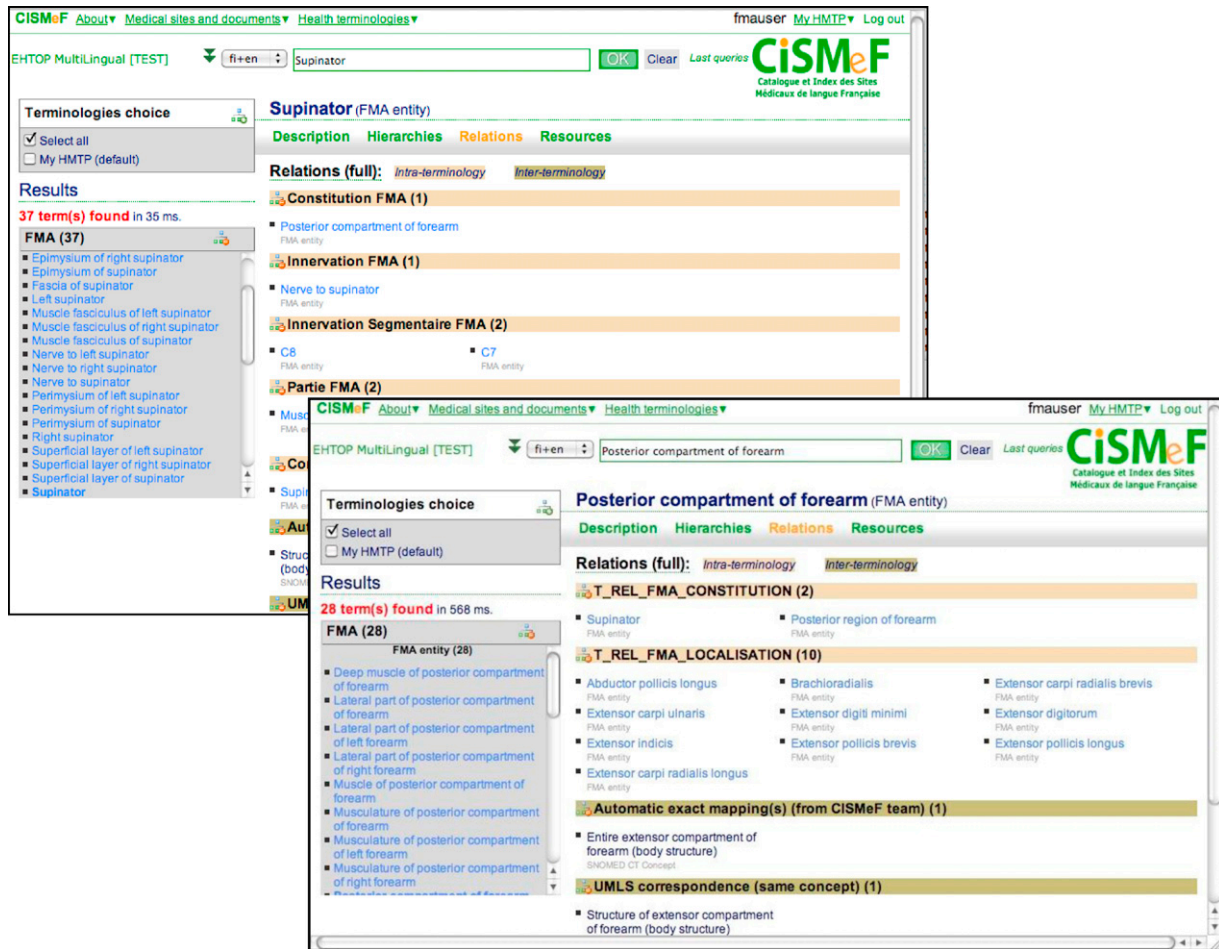 CISMeF About▾ Medical sites and documents▾ Health terminologies▾ fmauser My HMTP▾ Log out
EHTOP MultiLingual [TEST] fi+en Supinator OK Clear Last queries CiSMeF
Catalogue et Index des Sites
Médicaux de langue Française
Terminologies choice
Select all
My HMTP (default)
Results
37 term(s) found in 35 ms.
FMA (37)
Epimysium of right supinator
Epimysium of supinator
Fascia of supinator
Left supinator
Muscle fasciculus of left supinator
Muscle fasciculus of right supinator
Muscle fasciculus of supinator
Nerve to left supinator
Nerve to right supinator
Nerve to supinator
Perimysium of left supinator
Perimysium of right supinator
Perimysium of supinator
Right supinator
Superficial layer of left supinator
Superficial layer of right supinator
Superficial layer of supinator
Supinator
Supinator (FMA entity)
Description Hierarchies Relations Resources
Relations (full): Intra-terminology Inter-terminology
Constitution FMA (1)
Posterior compartment of forearm
FMA entity
Innervation FMA (1)
Nerve to supinator
FMA entity
Innervation Segmentaire FMA (2)
C8 C7
FMA entity FMA entity
Partie FMA (2)
Musc
FMA e
Co
Supi
FMA e
Aut
Struc
(body
SNOM
UM
CISMeF About▾ Medical sites and documents▾ Health terminologies▾ fmauser My HMTP▾ Log out
EHTOP MultiLingual [TEST] fi+en Posterior compartment of forearm OK Clear Last queries CiSMeF
Catalogue et Index des Sites
Médicaux de langue Française
Terminologies choice
Select all
My HMTP (default)
Results
28 term(s) found in 568 ms.
FMA (28)
FMA entity (28)
Deep muscle of posterior compartment
of forearm
Lateral part of posterior compartment
of forearm
Lateral part of posterior compartment
of left forearm
Lateral part of posterior compartment
of right forearm
Muscle of posterior compartment of
forearm
Musculature of posterior compartment
of forearm
Musculature of posterior compartment
of left forearm
Musculature of posterior compartment
of right forearm
Posterior compartment of forearm
Posterior compartment of forearm (FMA entity)
Description Hierarchies Relations Resources
Relations (full): Intra-terminology Inter-terminology
T_REL_FMA_CONSTITUTION (2)
Supinator Posterior region of forearm
FMA entity FMA entity
T_REL_FMA_LOCALISATION (10)
Abductor pollicis longus Brachioradialis Extensor carpi radialis brevis
FMA entity FMA entity FMA entity
Extensor carpi ulnaris Extensor digiti minimi Extensor digitorum
FMA entity FMA entity FMA entity
Extensor indicis Extensor pollicis brevis Extensor pollicis longus
FMA entity FMA entity FMA entity
Extensor carpi radialis longus
FMA entity
Automatic exact mapping(s) (from CISMeF team) (1)
Entire extensor compartment of
forearm (body structure)
SNOMED CT Concept
UMLS correspondence (same concept) (1)
Structure of extensor compartment
of forearm (body structure)